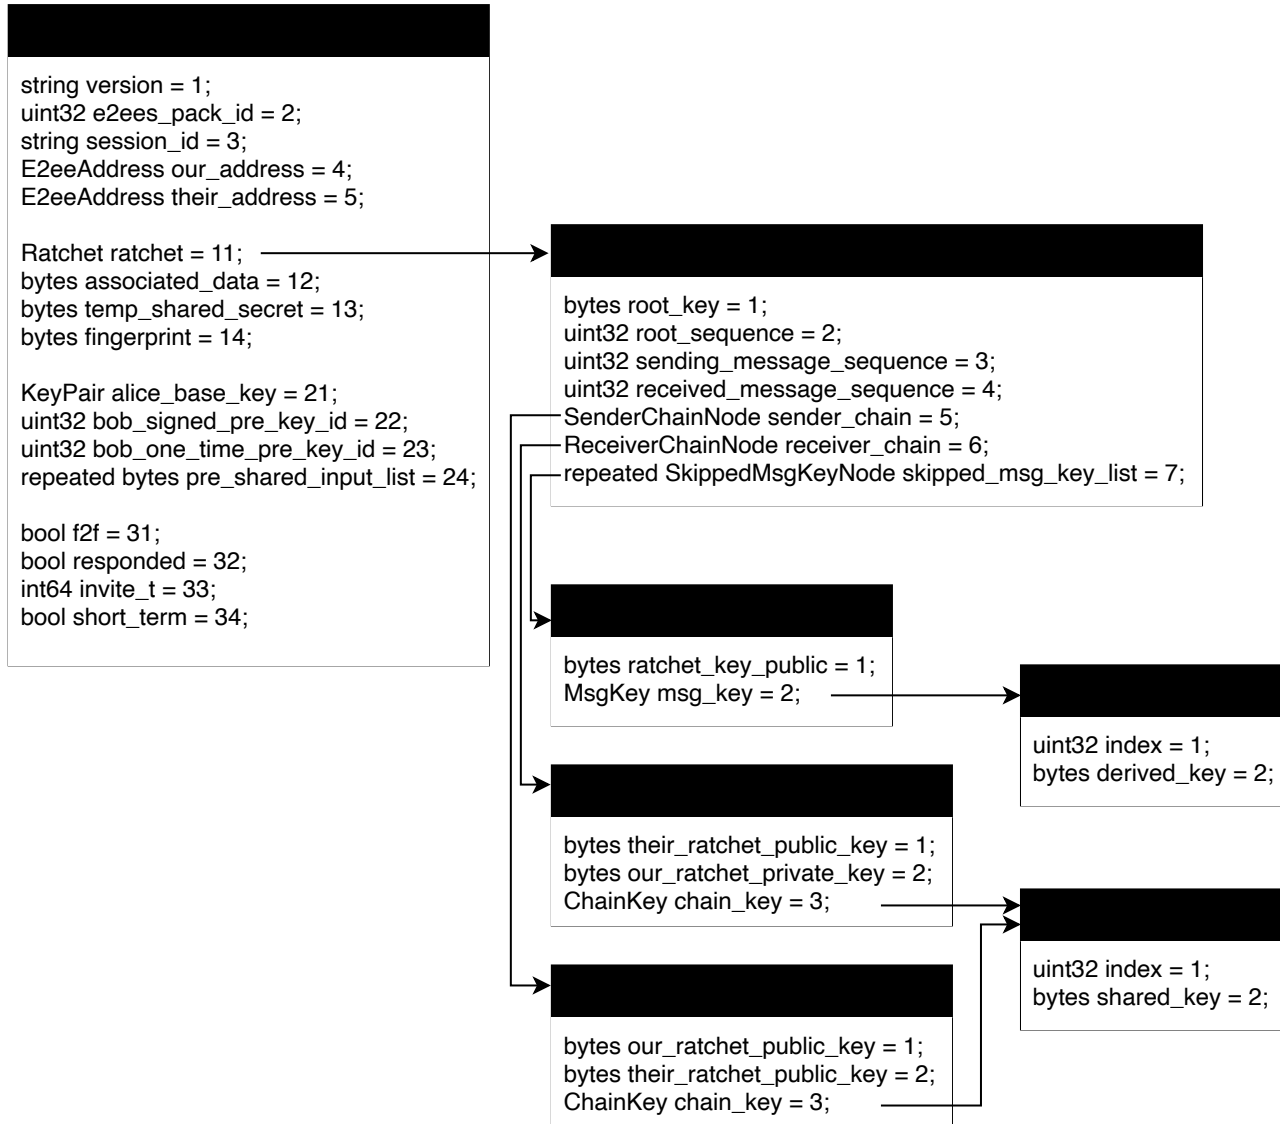 string version = 1;
uint32 e2ees_pack_id = 2;
string session_id = 3;
E2eeAddress our_address = 4;
E2eeAddress their_address = 5;
Ratchet ratchet = 11;
bytes associated_data = 12;
bytes temp_shared_secret = 13;
bytes fingerprint = 14;
KeyPair alice_base_key = 21;
uint32 bob_signed_pre_key_id = 22;
uint32 bob_one_time_pre_key_id = 23;
repeated bytes pre_shared_input_list = 24;
bool f2f = 31;
bool responded = 32;
int64 invite_t = 33;
bool short_term = 34;
bytes root_key = 1;
uint32 root_sequence = 2;
uint32 sending_message_sequence = 3;
uint32 received_message_sequence = 4;
SenderChainNode sender_chain = 5;
ReceiverChainNode receiver_chain = 6;
repeated SkippedMsgKeyNode skipped_msg_key_list = 7;
bytes ratchet_key_public = 1;
MsgKey msg_key = 2;
uint32 index = 1;
bytes derived_key = 2;
bytes their_ratchet_public_key = 1;
bytes our_ratchet_private_key = 2;
ChainKey chain_key = 3;
uint32 index = 1;
bytes shared_key = 2;
bytes our_ratchet_public_key = 1;
bytes their_ratchet_public_key = 2;
ChainKey chain_key = 3;